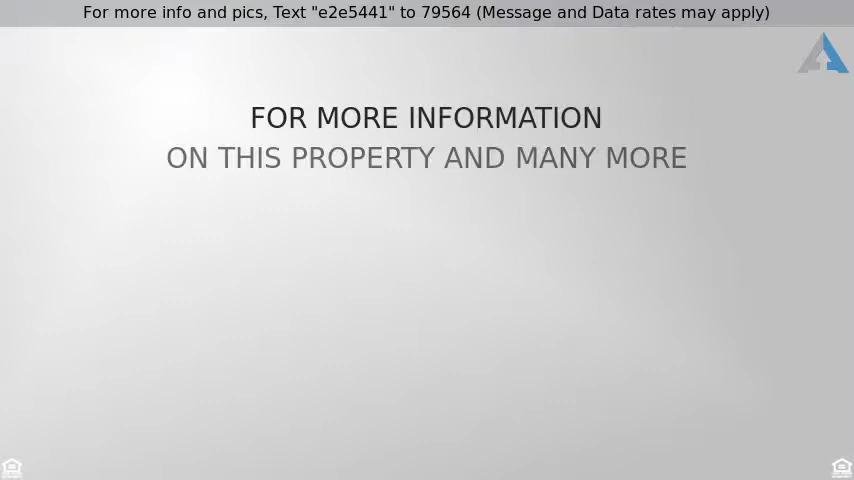 For more info and pics, Text "e2e5441" to 79564 (Message and Data rates may apply)
FOR MORE INFORMATION
ON THIS PROPERTY AND MANY MORE